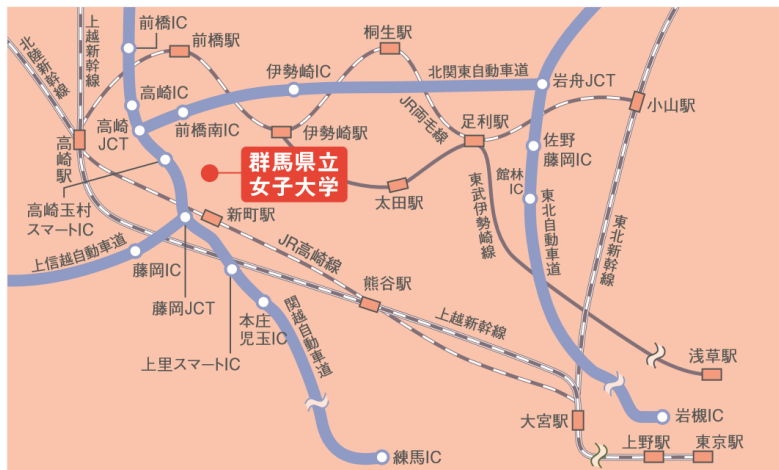 前橋IC
前橋駅
桐生駅
上越新幹線
北陸新幹線
伊勢崎IC
北関東自動車道
岩舟JCT
高崎IC
高崎
JCT
前橋南IC
伊勢崎駅
JR両毛線
足利駅
小山駅
高崎駅
群馬県立
女子大学
佐野
藤岡IC
館林
IC
太田駅
東武伊勢崎線
東北自動車道
東北新幹線
高崎玉村
スマートIC
新町駅
上信越自動車道
JR高崎線
藤岡IC
熊谷駅
藤岡JCT
本庄
児玉IC
関越自動車道
上越新幹線
上里スマートIC
浅草駅
大宮駅
岩槻IC
上野駅
東京駅
練馬IC